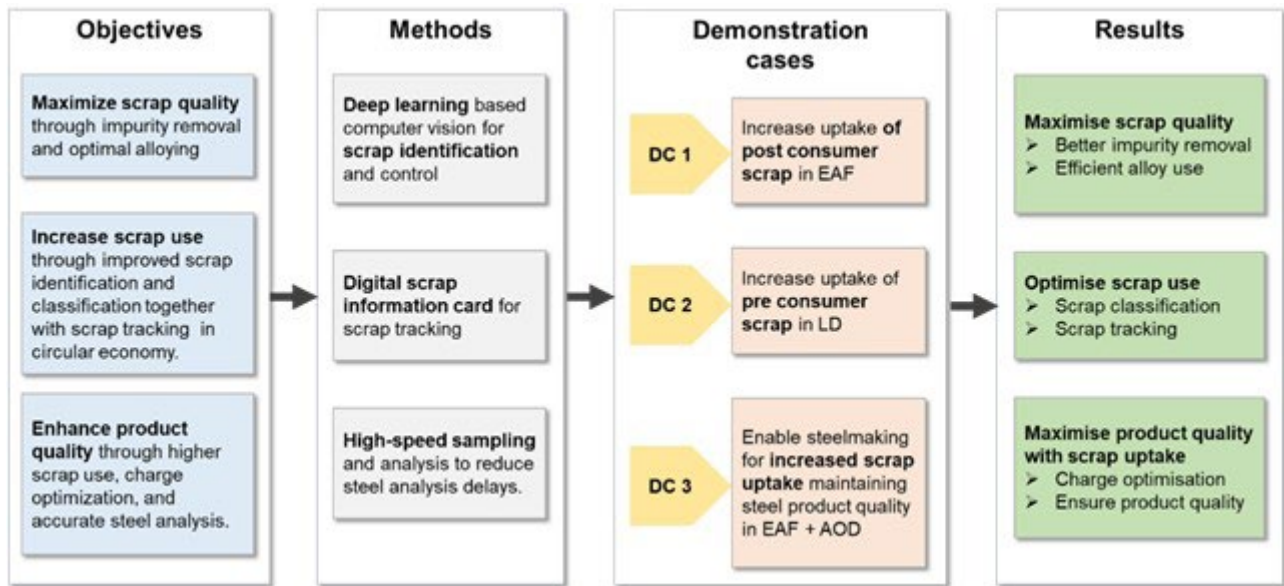 Objectives
Maximize scrap quality
through impurity removal
and optimal alloying
Increase scrap use
through improved scrap
identification and
classification together
with scrap tracking in
circular economy.
Enhance product
quality through higher
scrap use, charge
optimization, and
accurate steel analysis.
Methods
Deep learning based
computer vision for
scrap identification
and control
Digital scrap
information card for
scrap tracking
High-speed sampling
and analysis to reduce
steel analysis delays.
Demonstration
cases
DC 1
Increase uptake of
post consumer
scrap in EAF
DC 2
Increase uptake of
pre consumer
scrap in LD
DC 3
Enable steelmaking
for increased scrap
uptake maintaining
steel product quality
in EAF + AOD
Results
Maximise scrap quality
➢ Better impurity removal
➢ Efficient alloy use
Optimise scrap use
➢ Scrap classification
➢ Scrap tracking
Maximise product quality
with scrap uptake
➢ Charge optimisation
➢ Ensure product quality